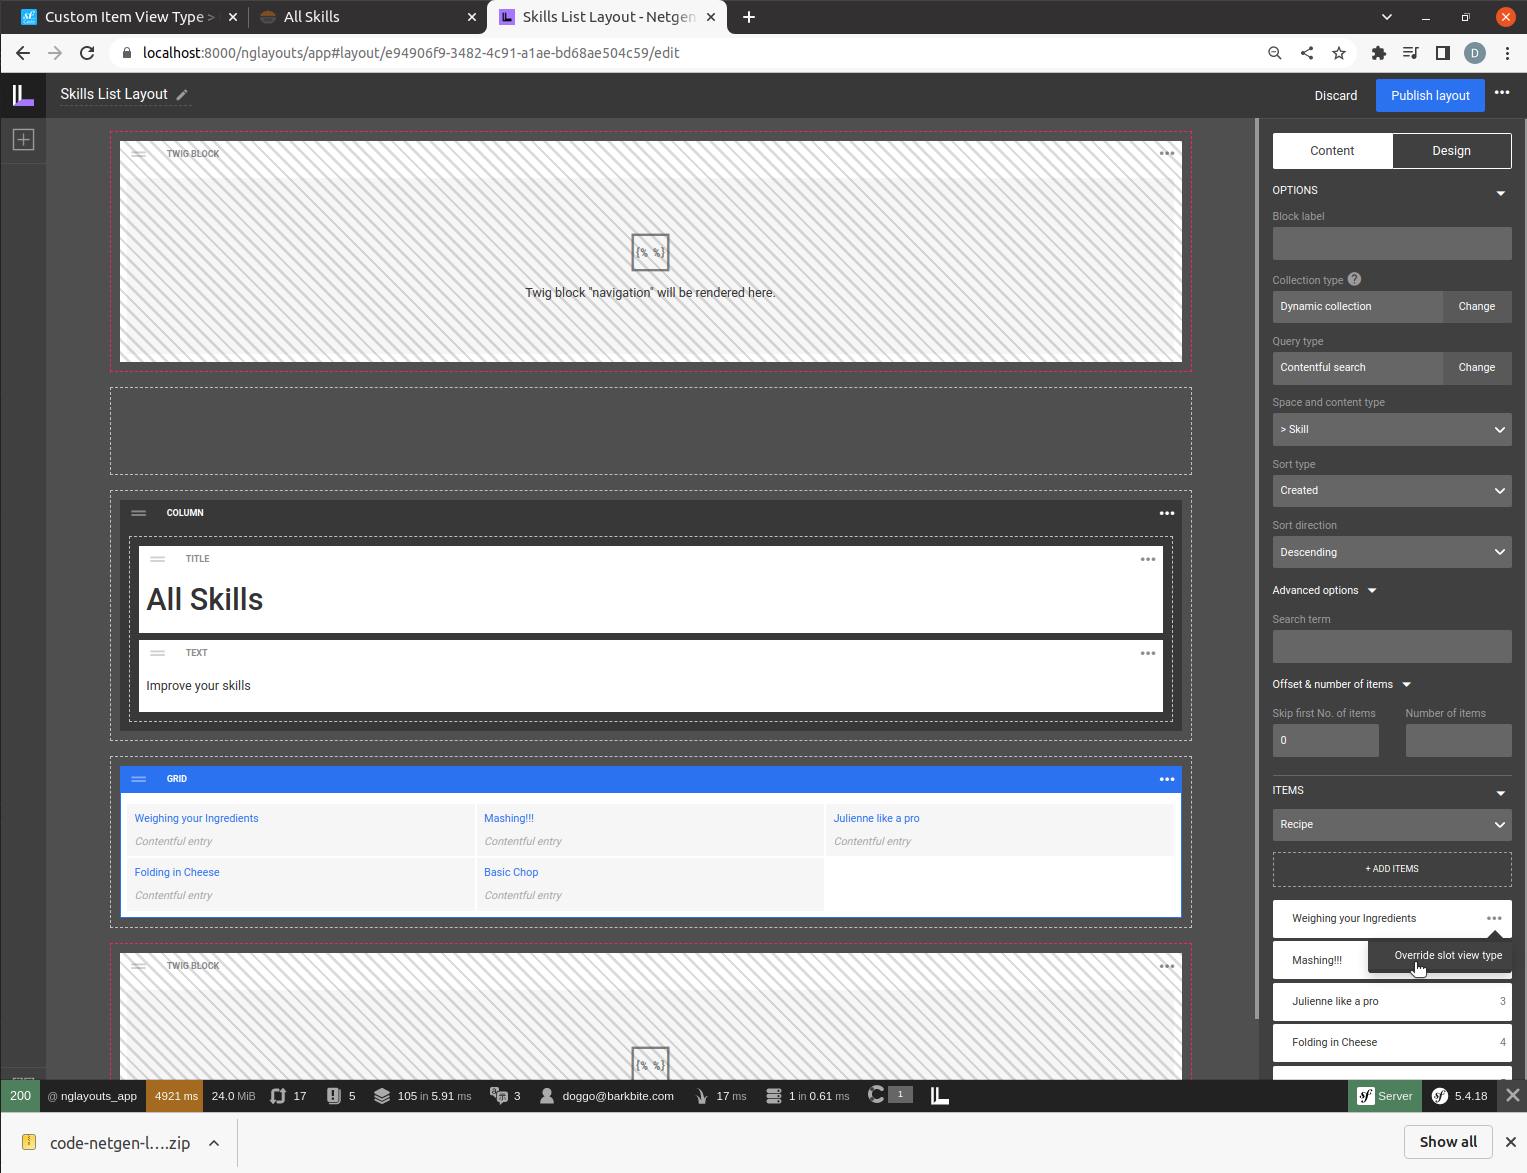 Custom Item View Type >
All Skills
Skills List Layout - Netgen
localhost:8000/nglayouts/app#layout/e94906f9-3482-4c91-a1ae-bd68ae504c59/edit
D
Skills List Layout
Discard
Publish layout
TWIG BLOCK
{% %}
Twig block "navigation" will be rendered here.
COLUMN
TITLE
All Skills
TEXT
Improve your skills
GRID
Weighing your Ingredients
Contentful entry
Mashing!!!
Contentful entry
Julienne like a pro
Contentful entry
Folding in Cheese
Contentful entry
Basic Chop
Contentful entry
TWIG BLOCK
{% %}
Content
Design
OPTIONS
Block label
Collection type ?
Dynamic collection
Change
Query type
Contentful search
Change
Space and content type
> Skill
Sort type
Created
Sort direction
Descending
Advanced options
Search term
Offset & number of items
Skip first No. of items
Number of items
0
ITEMS
Recipe
+ ADD ITEMS
Weighing your Ingredients
Mashing!!!
Override slot view type
Julienne like a pro 3
Folding in Cheese 4
200 @ nglayouts_app 4921 ms 24.0 MiB 17 5 105 in 5.91 ms 3 doggo@barkbite.com 17 ms 1 in 0.61 ms 1 Server 5.4.18
code-netgen-l....zip
Show all